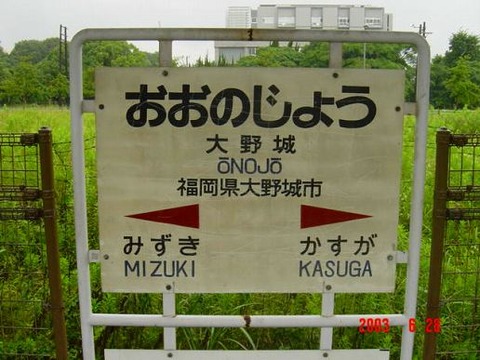 おおのじょう
大野城
ŌNOJŌ
福岡県大野城市
みずき かすが
MIZUKI KASUGA
2003 6 28